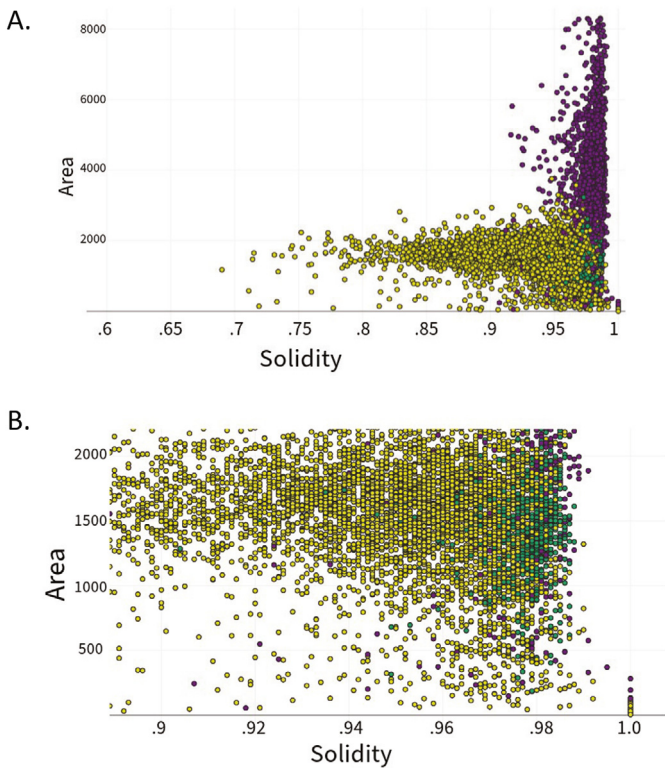 A.
8000
6000
4000
2000
Area
.6 .65 .7 .75 .8 .85 .9 .95 1
Solidity
B.
2000
1500
1000
500
Area
.9 .92 .94 .96 .98 1.0
Solidity